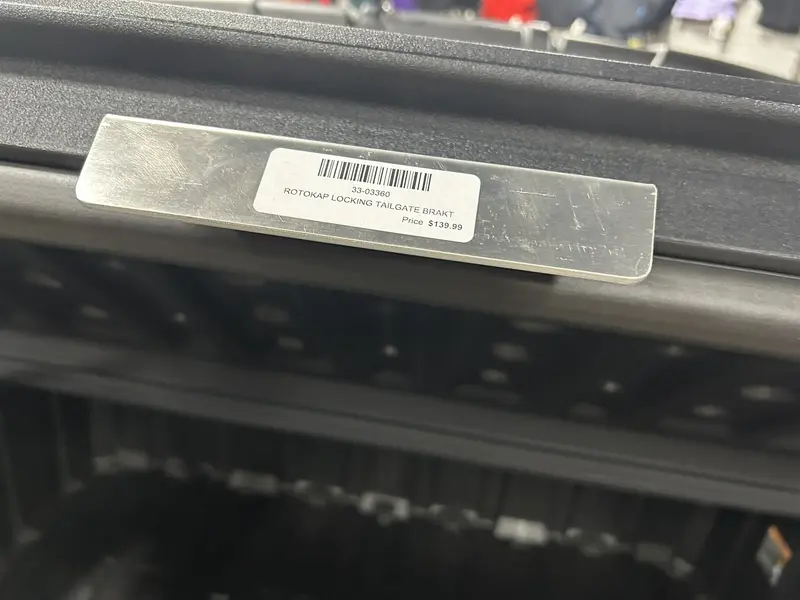 33-03360
ROTOKAP LOCKING TAILGATE BRAKT
Price $139.99